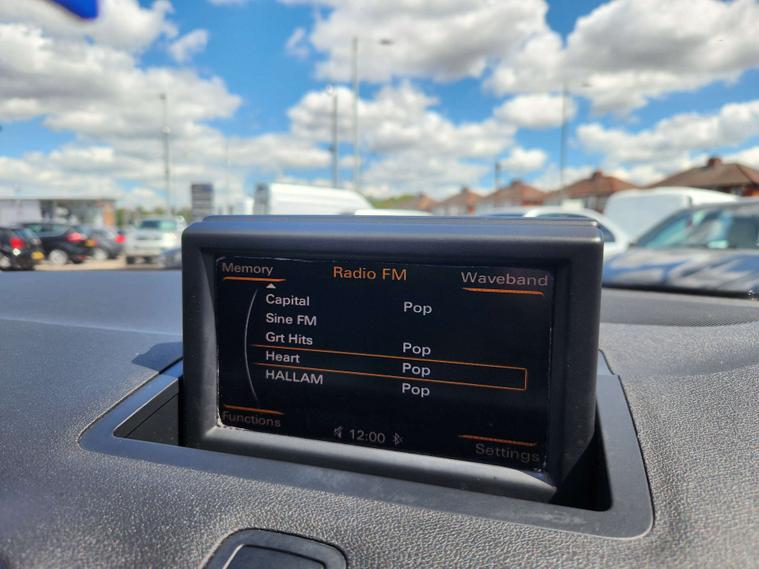 Memory Radio FM Waveband
Capital Pop
Sine FM
Grt Hits Pop
Heart Pop
HALLAM Pop
Functions 12:00 Settings